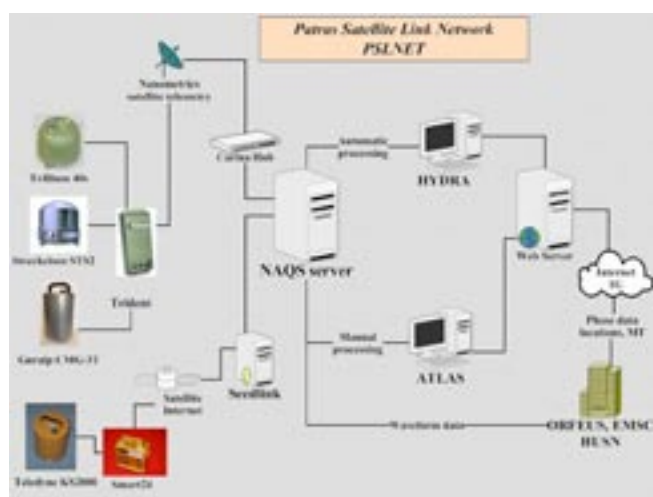 Patras Satellite Link Network
PSLNET
Nanometrics
satellite telemetry
Trillium 40s
Carina Hub
Automatic
processing
HYDRA
Streckeisen STS2
Trident
NAQS server
Web Server
Internet
Guralp CMG-3T
Manual
processing
ATLAS
Phase data
locations, MT
Satellite
Internet
Seedlink
Waveform data
ORFEUS, EMSC
HUSN
Smart24